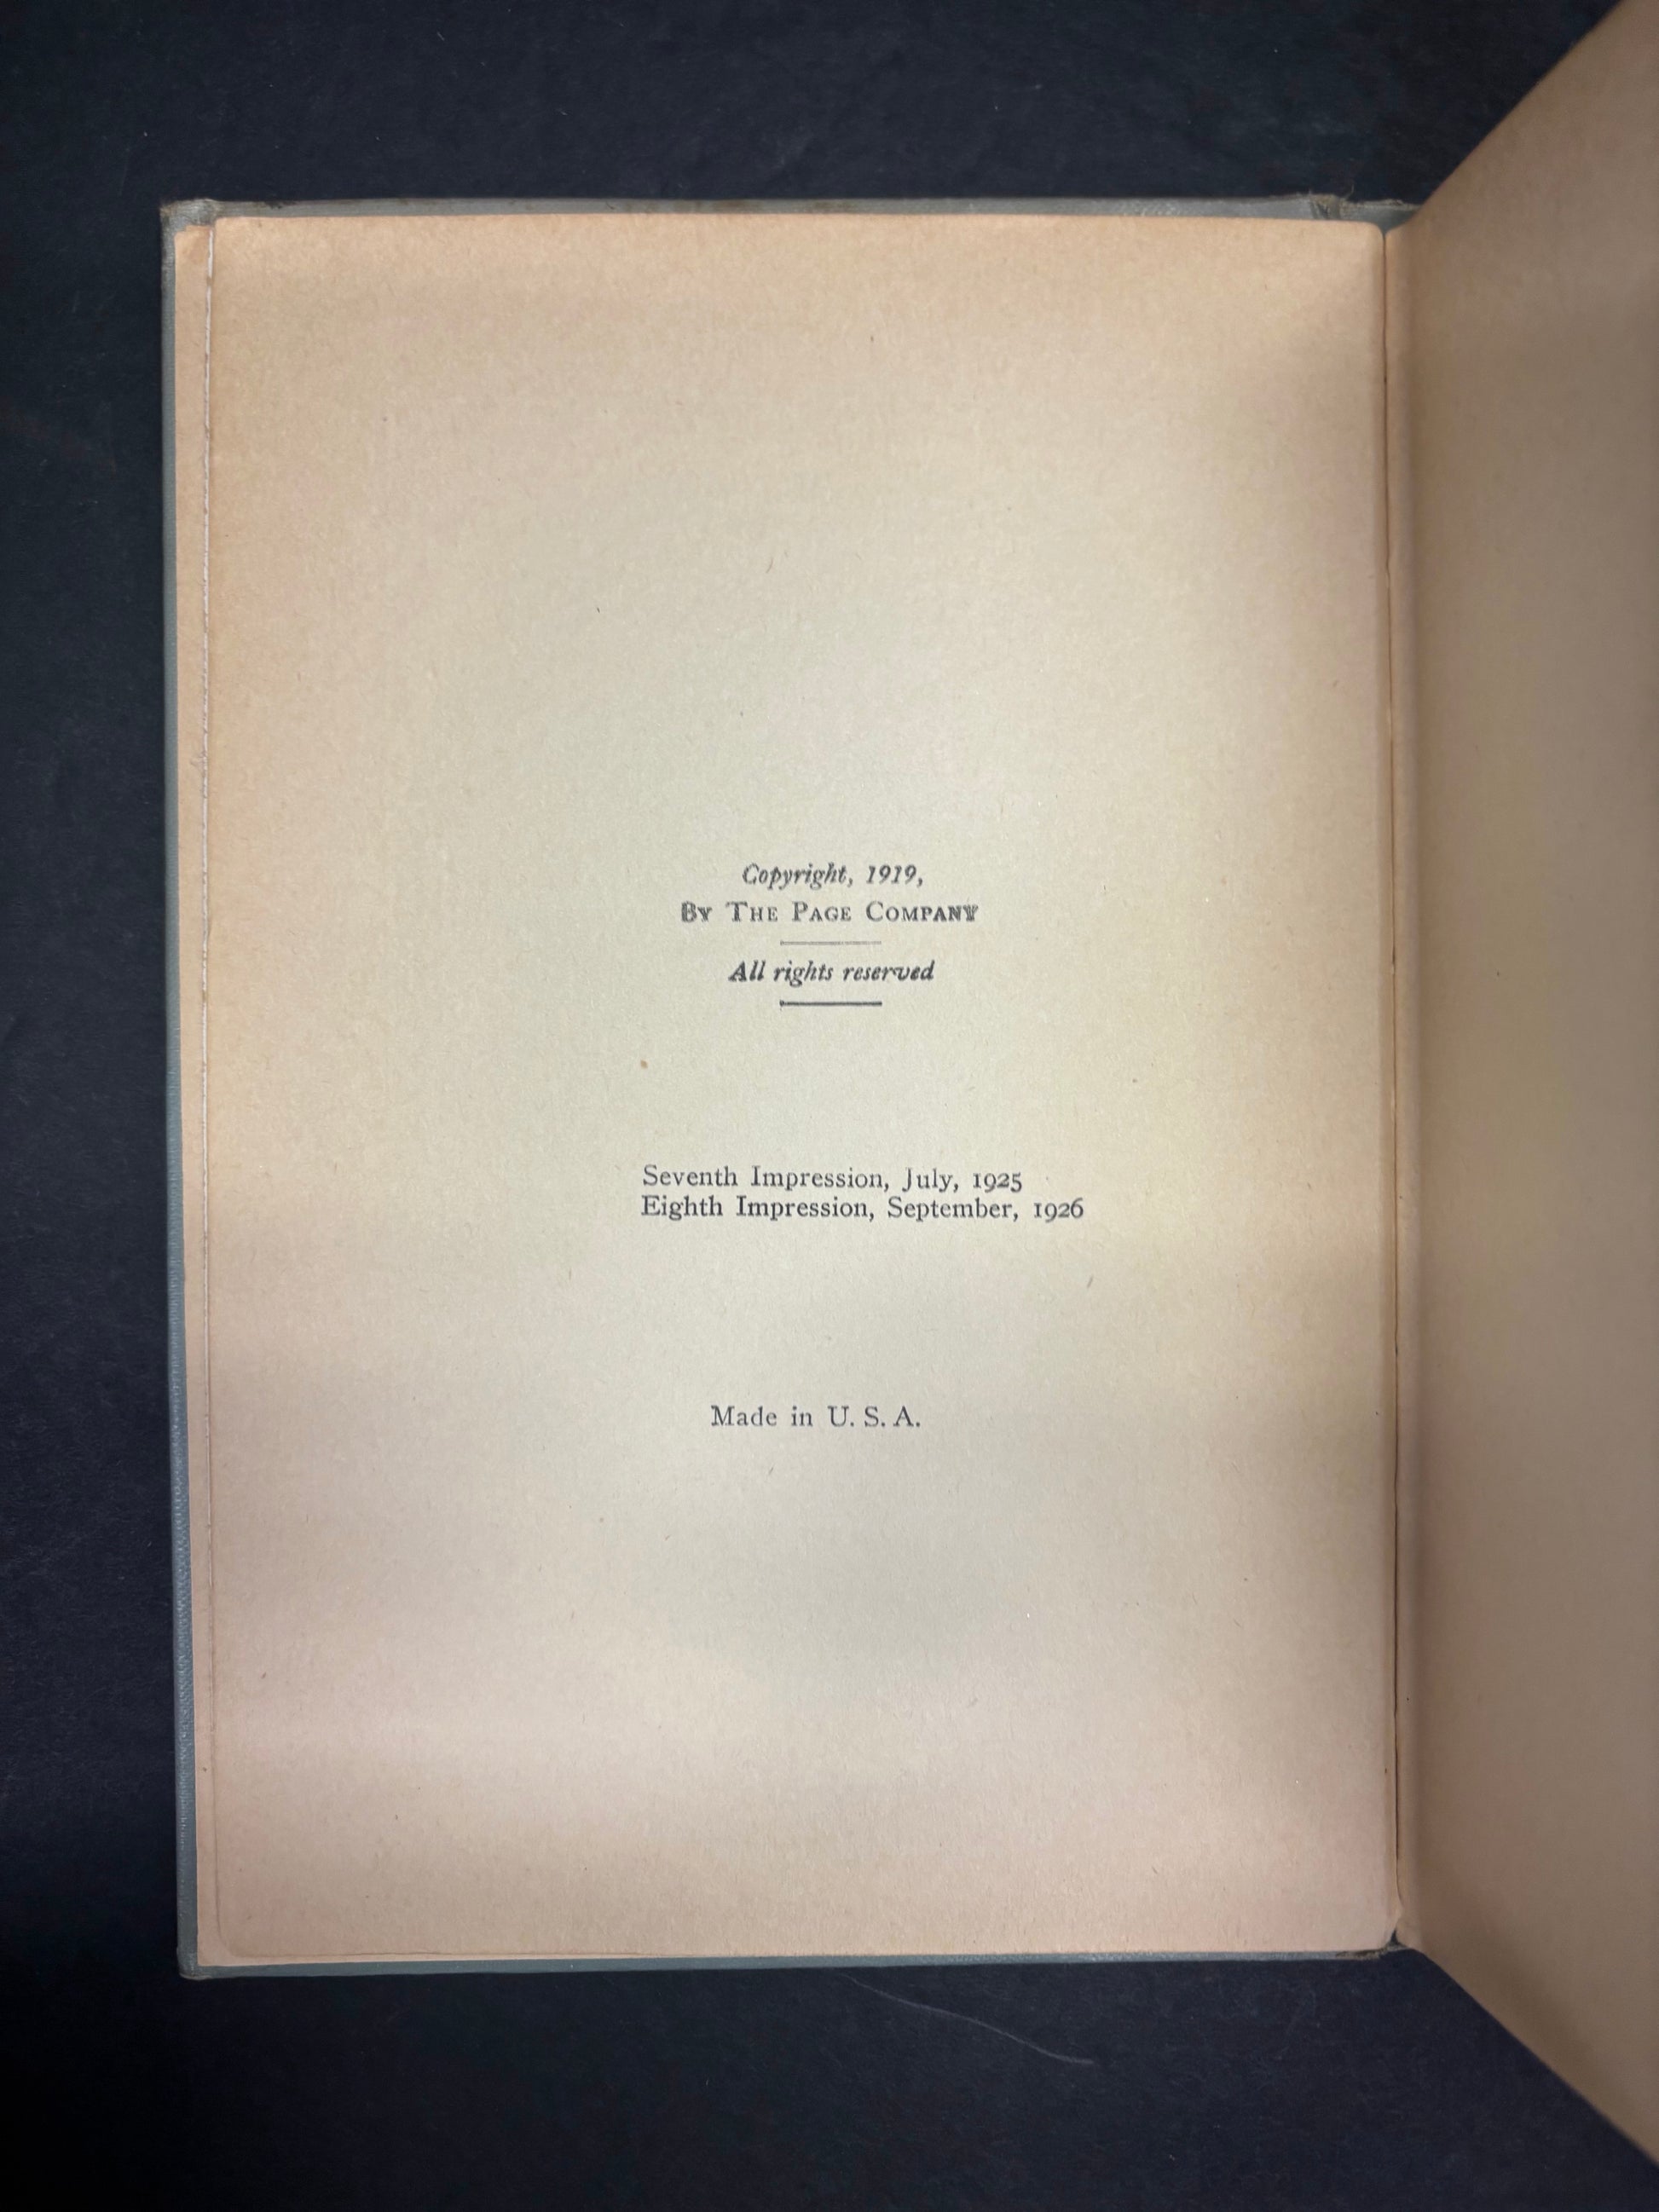 Copyright, 1919,
BY THE PAGE COMPANY
All rights reserved
Seventh Impression, July, 1925
Eighth Impression, September, 1926
Made in U. S. A.